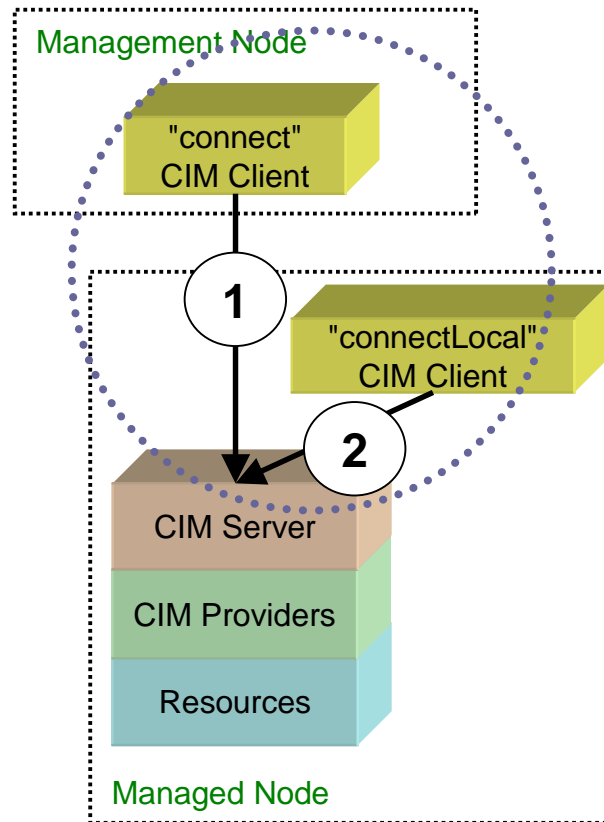 Management Node
"connect"
CIM Client
1
"connectLocal"
CIM Client
2
CIM Server
CIM Providers
Resources
Managed Node